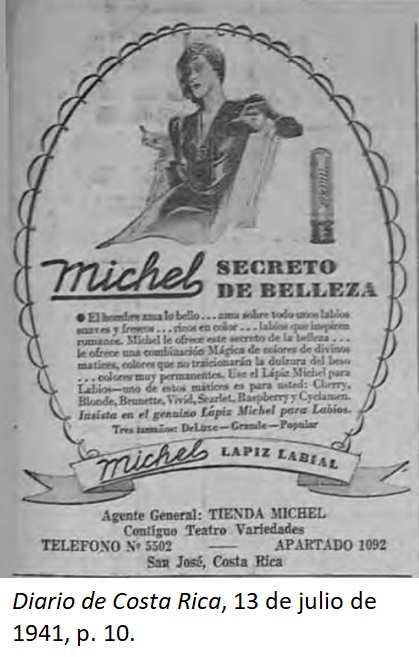 Michel SECRETO
DE BELLEZA
● El hombre ama lo bello...ama sobre todo unos labios
suaves y frescos...ricos en color...labios que inspiren
romance. Michel le ofrece este secreto de la belleza...
le ofrece una combinación Mágica de colores de divinos
matices, colores que no traicionarán la dulzura del beso
...colores muy permanentes. Use el Lápiz Michel para
Labios—uno de estos matices es para usted: Cherry,
Blonde, Brunette, Vivid, Scarlet, Raspberry y Cyclamen.
Insista en el genuino Lápiz Michel para Labios.
Tres tamaños: DeLuxe—Grande—Popular
Michel LAPIZ LABIAL
Agente General: TIENDA MICHEL
Contiguo Teatro Variedades
TELEFONO Nº 5502 —— APARTADO 1092
San José, Costa Rica
Diario de Costa Rica, 13 de julio de
1941, p. 10.